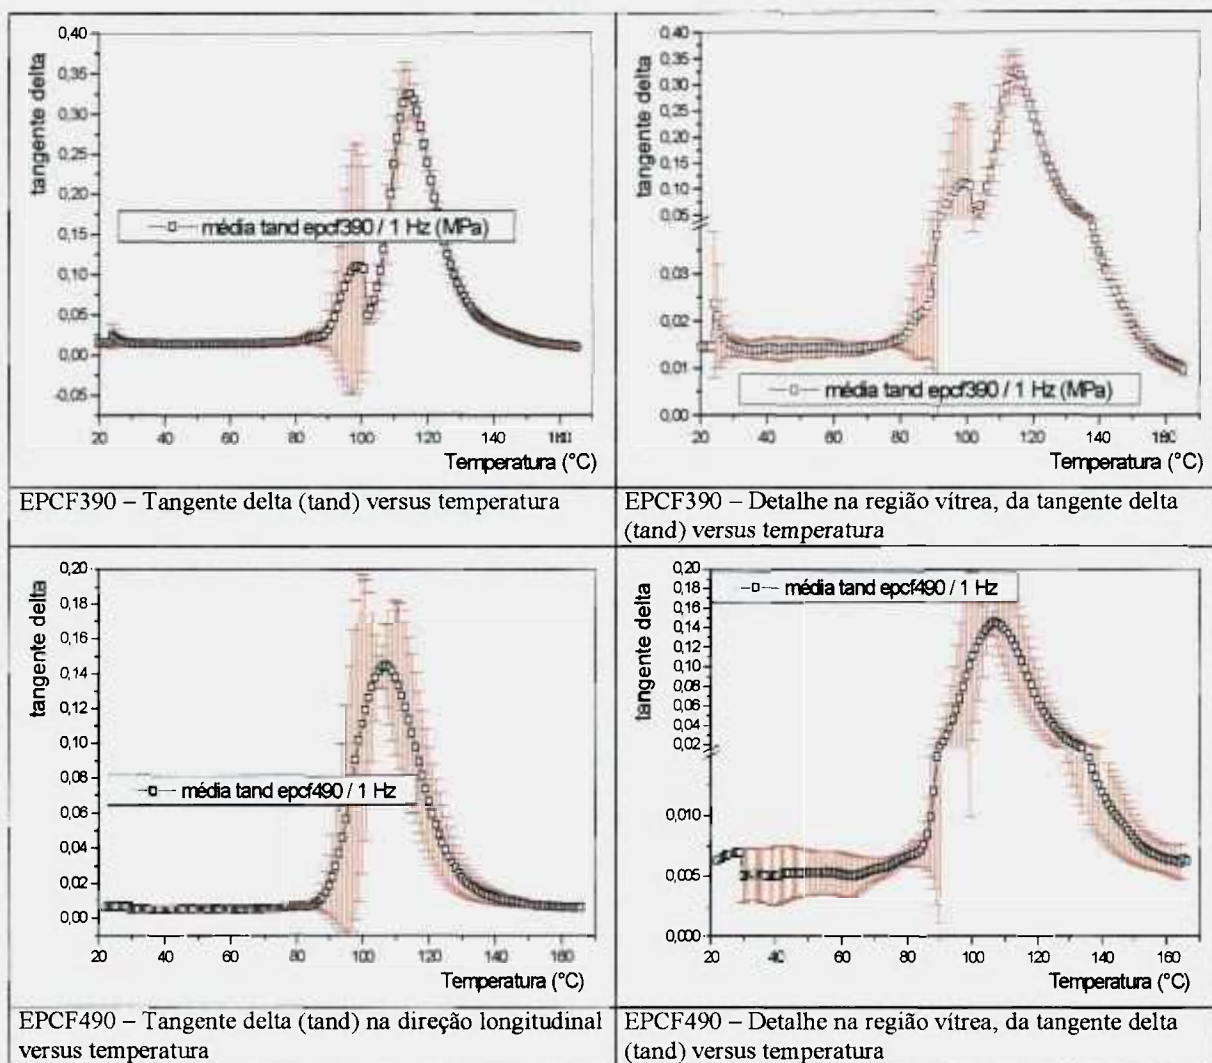 0,40
0,35
0,30
0,25
0,20
0,15
0,10
0,05
0,00
-0,05
tangente delta
média tand epcf390 / 1 Hz (MPa)
20 40 60 80 100 120 140
Temperatura (°C)
EPCF390 – Tangente delta (tand) versus temperatura
0,40
0,35
0,30
0,25
0,20
0,15
0,10
0,05
0,03
0,02
0,01
0,00
tangente delta
média tand epcf390 / 1 Hz (MPa)
20 40 60 80 100 120 140 160
Temperatura (°C)
EPCF390 – Detalhe na região vítrea, da tangente delta
(tand) versus temperatura
0,20
0,18
0,16
0,14
0,12
0,10
0,08
0,06
0,04
0,02
0,00
tangente delta
média tand epcf490 / 1 Hz
20 40 60 80 100 120 140 160
Temperatura (°C)
EPCF490 – Tangente delta (tand) na direção longitudinal
versus temperatura
0,20
0,18
0,16
0,14
0,12
0,10
0,08
0,06
0,04
0,02
0,010
0,005
0,000
tangente delta
média tand epcf490 / 1 Hz
20 40 60 80 100 120 140 160
Temperatura (°C)
EPCF490 – Detalhe na região vítrea, da tangente delta
(tand) versus temperatura